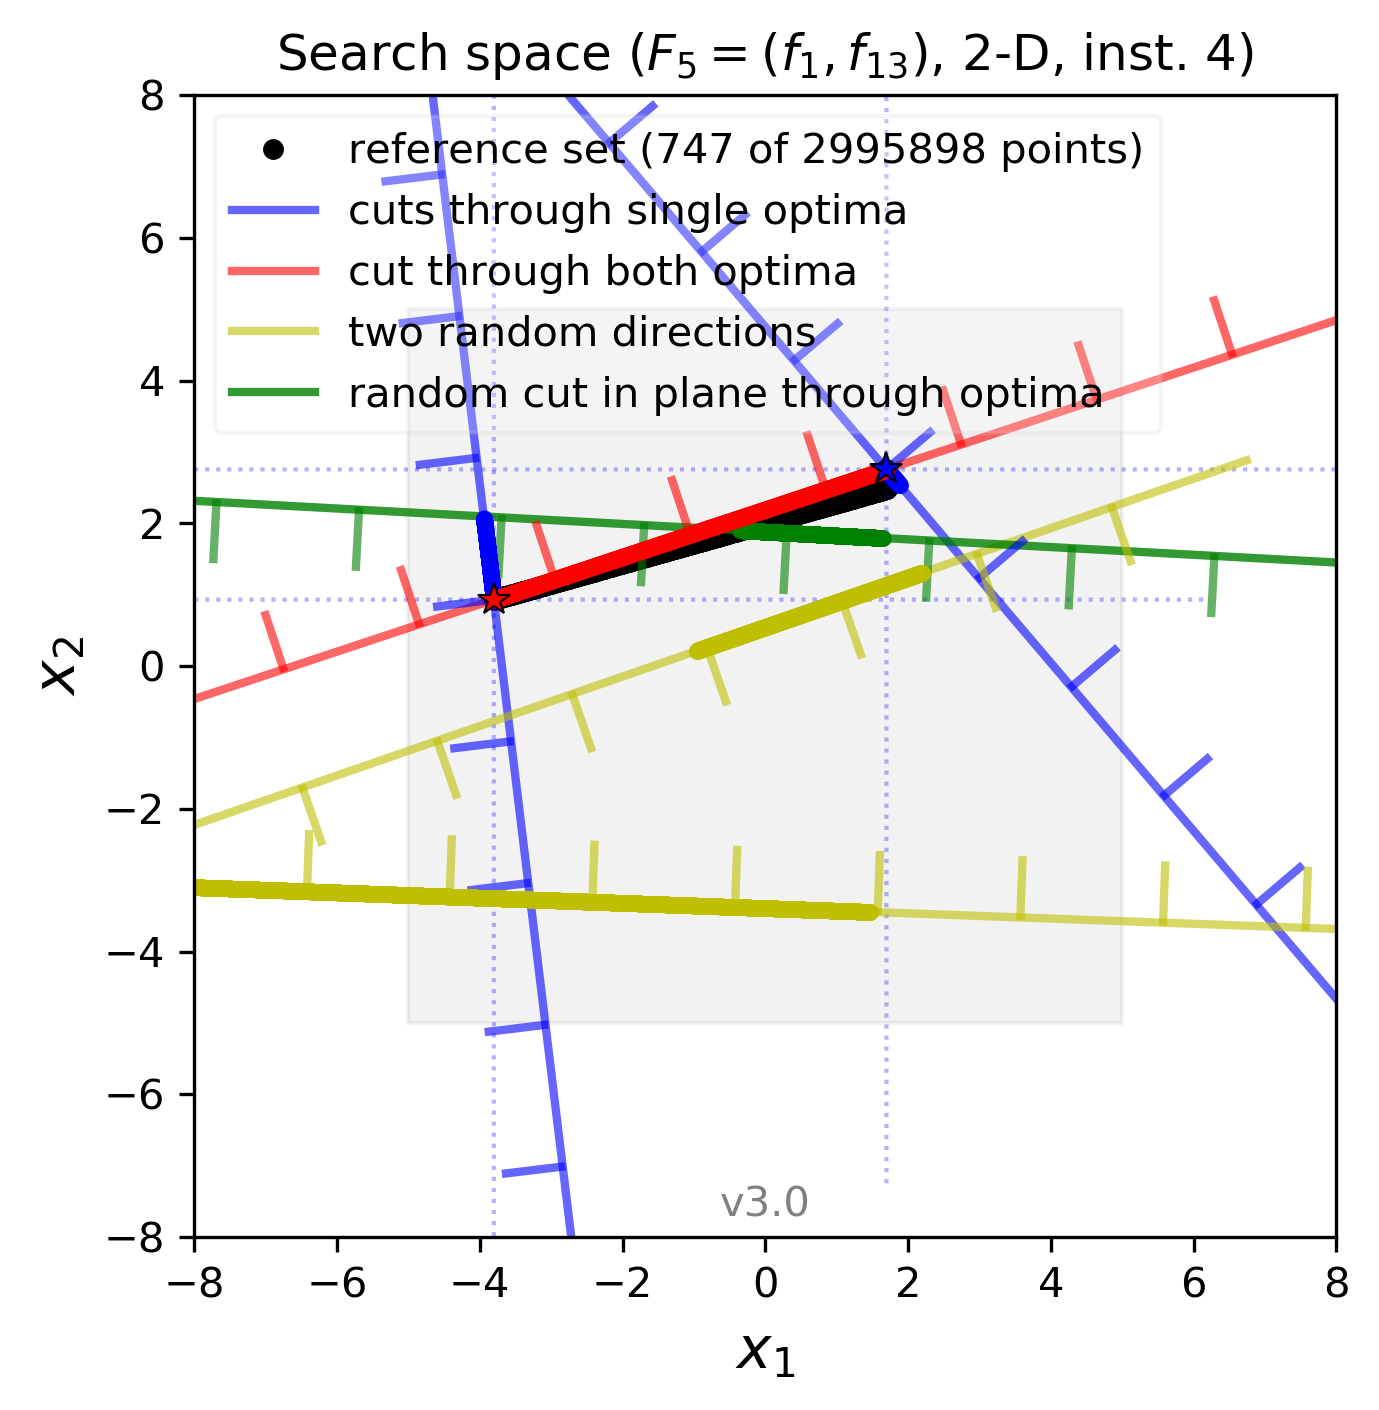 Search space (F5 = (f1, f13), 2-D, inst. 4)
reference set (747 of 2995898 points)
cuts through single optima
cut through both optima
two random directions
random cut in plane through optima
8
6
4
2
0
−2
−4
−6
−8
x2
v3.0
−8 −6 −4 −2 0 2 4 6 8
x1